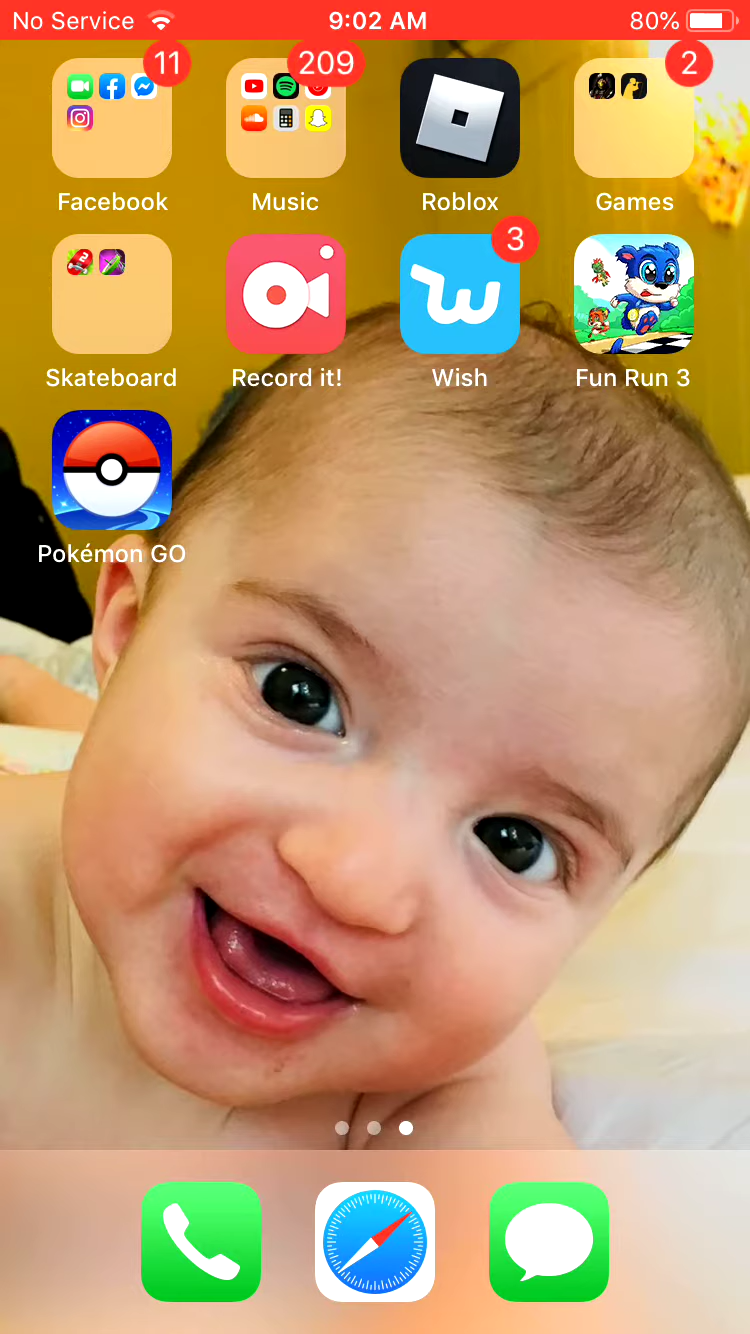 No Service 9:02 AM 80%
11 209 2
Facebook Music Roblox Games
3
Skateboard Record it! Wish Fun Run 3
Pokémon GO